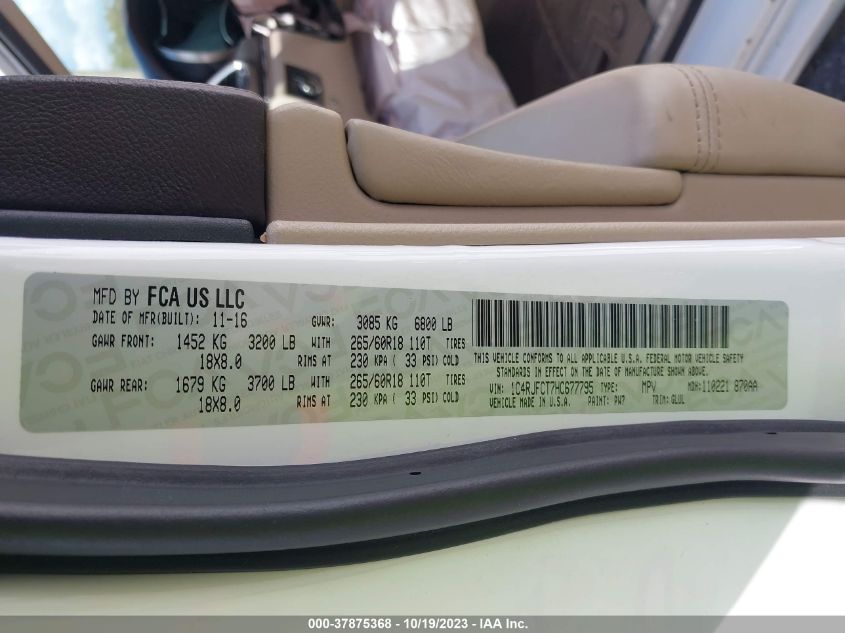 MFD BY FCA US LLC
DATE OF MFR(BUILT): 11-16 GVWR: 3085 KG 6800 LB
GAWR FRONT: 1452 KG 3200 LB WITH 265/60R18 110T TIRES
18X8.0 RIMS AT 230 KPA ( 33 PSI) COLD
GAWR REAR: 1679 KG 3700 LB WITH 265/60R18 110T TIRES
18X8.0 RIMS AT 230 KPA ( 33 PSI) COLD
THIS VEHICLE CONFORMS TO ALL APPLICABLE U.S.A. FEDERAL MOTOR VEHICLE SAFETY
STANDARDS IN EFFECT ON THE DATE OF MANUFACTURE SHOWN ABOVE.
VIN: 1C4RJFCT7HC677795 TYPE: MPV MDH: 110221 870AA
VEHICLE MADE IN U.S.A. PAINT: PW7 TRIM: GLUL
000-37875368 - 10/19/2023 - IAA Inc.